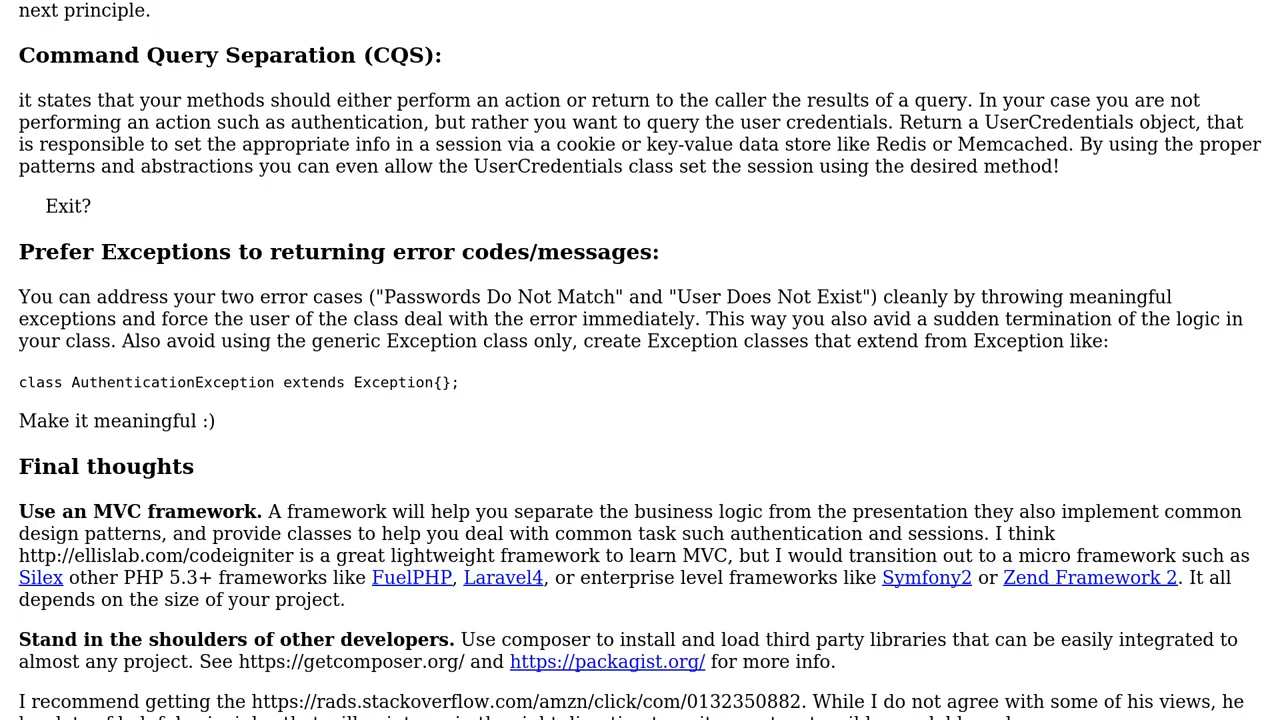 next principle.
Command Query Separation (CQS):
it states that your methods should either perform an action or return to the caller the results of a query. In your case you are not
performing an action such as authentication, but rather you want to query the user credentials. Return a UserCredentials object, that
is responsible to set the appropriate info in a session via a cookie or key-value data store like Redis or Memcached. By using the proper
patterns and abstractions you can even allow the UserCredentials class set the session using the desired method!
Exit?
Prefer Exceptions to returning error codes/messages:
You can address your two error cases ("Passwords Do Not Match" and "User Does Not Exist") cleanly by throwing meaningful
exceptions and force the user of the class deal with the error immediately. This way you also avid a sudden termination of the logic in
your class. Also avoid using the generic Exception class only, create Exception classes that extend from Exception like:
class AuthenticationException extends Exception{};
Make it meaningful :)
Final thoughts
Use an MVC framework. A framework will help you separate the business logic from the presentation they also implement common
design patterns, and provide classes to help you deal with common task such authentication and sessions. I think
http://ellislab.com/codeigniter is a great lightweight framework to learn MVC, but I would transition out to a micro framework such as
Silex other PHP 5.3+ frameworks like FuelPHP, Laravel4, or enterprise level frameworks like Symfony2 or Zend Framework 2. It all
depends on the size of your project.
Stand in the shoulders of other developers. Use composer to install and load third party libraries that can be easily integrated to
almost any project. See https://getcomposer.org/ and https://packagist.org/ for more info.
I recommend getting the https://rads.stackoverflow.com/amzn/click/com/0132350882. While I do not agree with some of his views, he